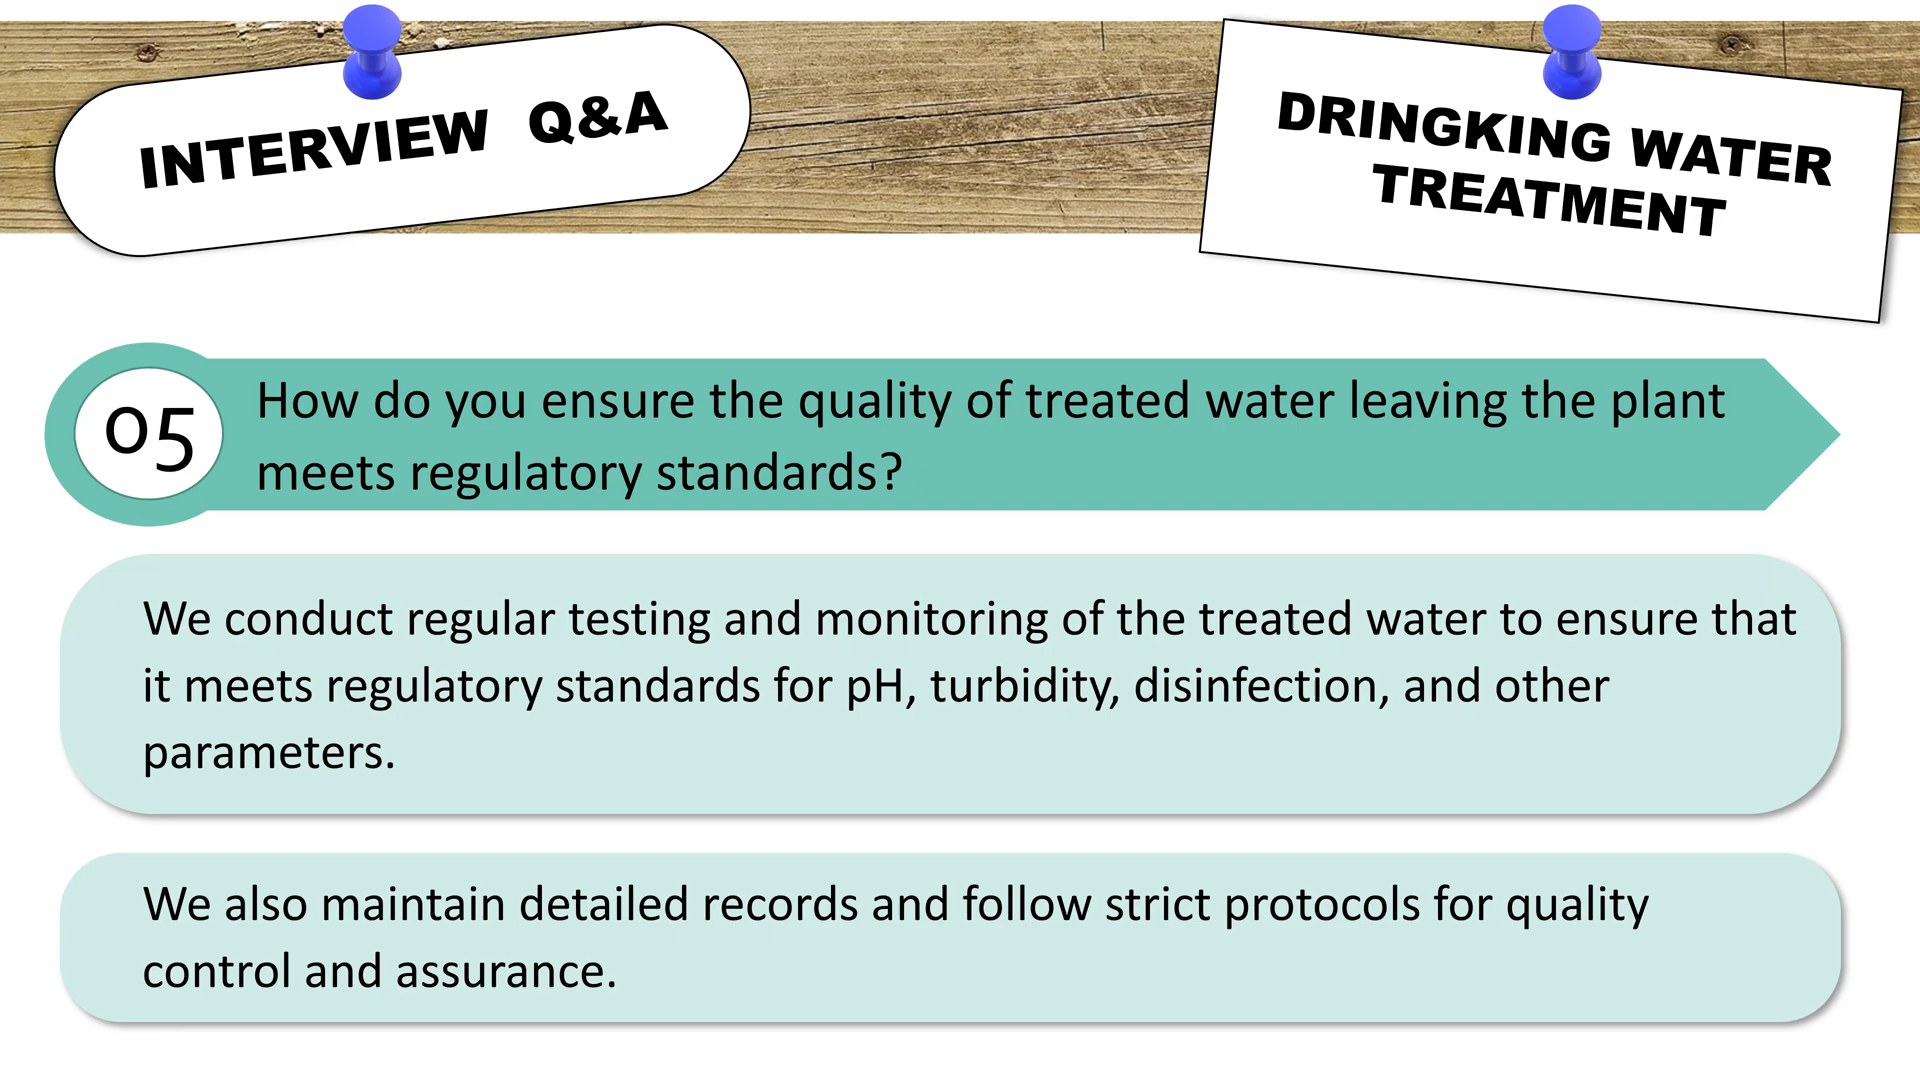 INTERVIEW Q&A
DRINGKING WATER
TREATMENT
05
How do you ensure the quality of treated water leaving the plant
meets regulatory standards?
We conduct regular testing and monitoring of the treated water to ensure that
it meets regulatory standards for pH, turbidity, disinfection, and other
parameters.
We also maintain detailed records and follow strict protocols for quality
control and assurance.